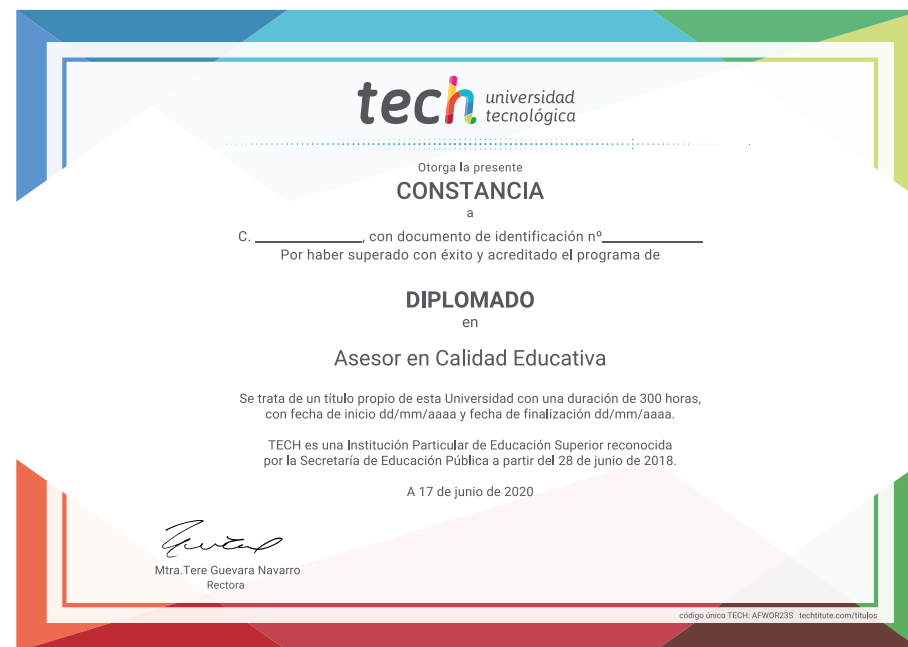 tech universidad
tecnológica
Otorga la presente
CONSTANCIA
a
C. ________, con documento de identificación nº________
Por haber superado con éxito y acreditado el programa de
DIPLOMADO
en
Asesor en Calidad Educativa
Se trata de un título propio de esta Universidad con una duración de 300 horas,
con fecha de inicio dd/mm/aaaa y fecha de finalización dd/mm/aaaa.
TECH es una Institución Particular de Educación Superior reconocida
por la Secretaría de Educación Pública a partir del 28 de junio de 2018.
A 17 de junio de 2020
Mtra.Tere Guevara Navarro
Rectora
código único TECH: AFWOR23S techtitute.com/titulos